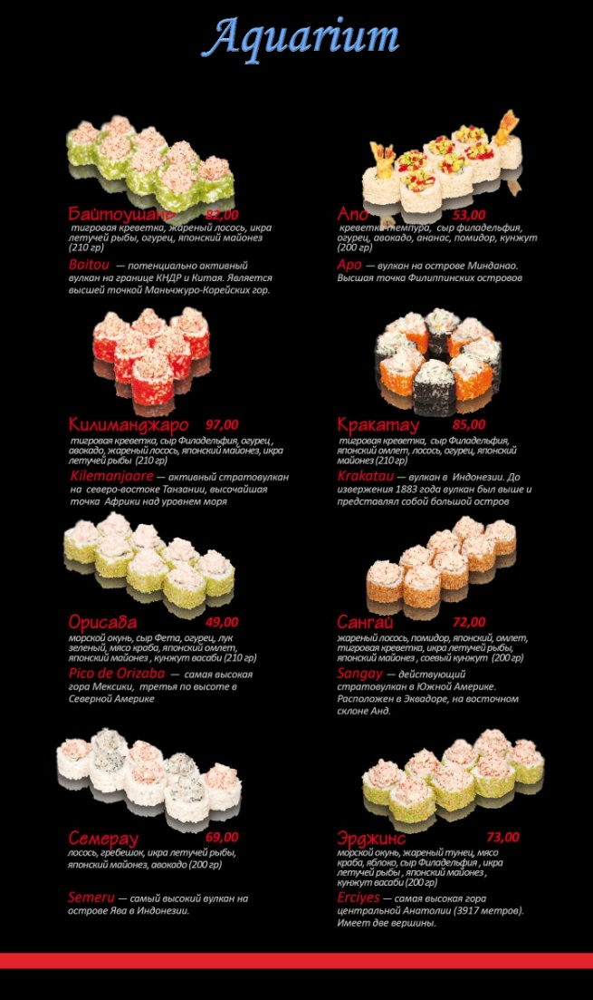 Aquarium
Байтоушань 82,00
тигровая креветка, жареный лосось, икра
летучей рыбы, огурец, японский майонез
(210 гр)
Baitou — потенциально активный
вулкан на границе КНДР и Китая. Является
высшей точкой Маньчжуро-Корейских гор.
Апо 53,00
креветки темпура, сыр филадельфия,
огурец, авокадо, ананас, помидор, кунжут
(200 гр)
Apo — вулкан на острове Минданао.
Высшая точка Филиппинских островов
Килиманджаро 97,00
тигровая креветка, сыр Филадельфия, огурец ,
авокадо, жареный лосось, японский майонез, икра
летучей рыбы (210 гр)
Kilemanjaare — активный стратовулкан
на северо-востоке Танзании, высочайшая
точка Африки над уровнем моря
Кракатау 85,00
тигровая креветка, сыр Филадельфия,
японский омлет, лосось, огурец, японский
майонез (210 гр)
Krakatau — вулкан в Индонезии. До
извержения 1883 года вулкан был выше и
представлял собой большой остров
Орисаба 49,00
морской окунь, сыр Фета, огурец, лук
зеленый, мясо краба, японский омлет,
японский майонез , кунжут васаби (210 гр)
Pico de Orizaba — самая высокая
гора Мексики, третья по высоте в
Северной Америке
Сангай 72,00
жареный лосось, помидор, японский, омлет,
тигровая креветка, икра летучей рыбы,
японский майонез , соевый кунжут (200 гр)
Sangay — действующий
стратовулкан в Южной Америке.
Расположен в Эквадоре, на восточном
склоне Анд.
Семерау 69,00
лосось, гребешок, икра летучей рыбы,
японский майонез, авокадо (200 гр)
Semeru — самый высокий вулкан на
острове Ява в Индонезии.
Эрджинс 73,00
морской окунь, жареный тунец, мясо
краба, яблоко, сыр Филадельфия , икра
летучей рыбы , японский майонез ,
кунжут васаби (200 гр)
Erciyes — самая высокая гора
центральной Анатолии (3917 метров).
Имеет две вершины.